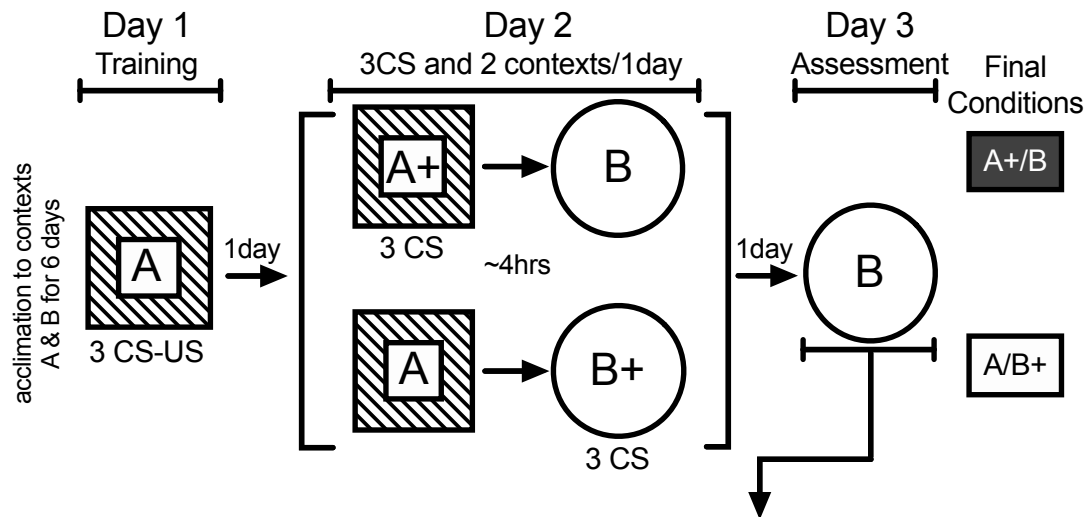 Day 1
Training
Day 2
3CS and 2 contexts/1day
Day 3
Assessment
Final
Conditions
acclimation to contexts
A & B for 6 days
A
3 CS-US
1day
A+
3 CS
B
~4hrs
A
B+
3 CS
1day
B
A+/B
A/B+